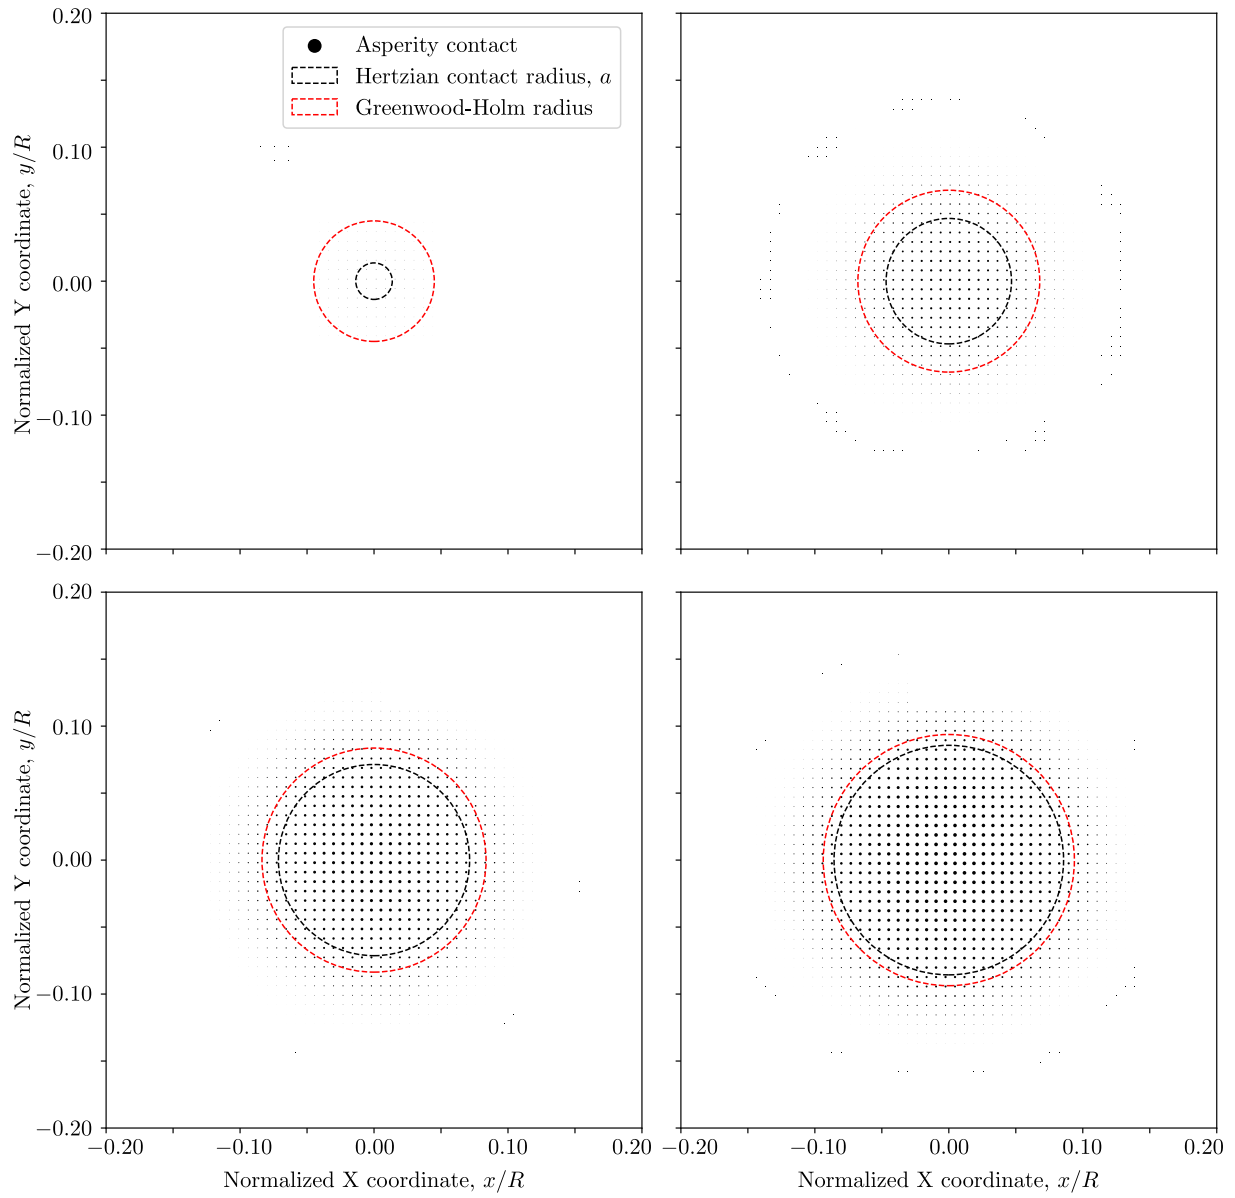 0.20
0.10
0.00
−0.10
−0.20
Normalized Y coordinate, y/R
Asperity contact
Hertzian contact radius, a
Greenwood-Holm radius
0.20
0.10
0.00
−0.10
−0.20
Normalized Y coordinate, y/R
−0.20
−0.10
0.00
0.10
0.20
Normalized X coordinate, x/R
−0.20
−0.10
0.00
0.10
0.20
Normalized X coordinate, x/R